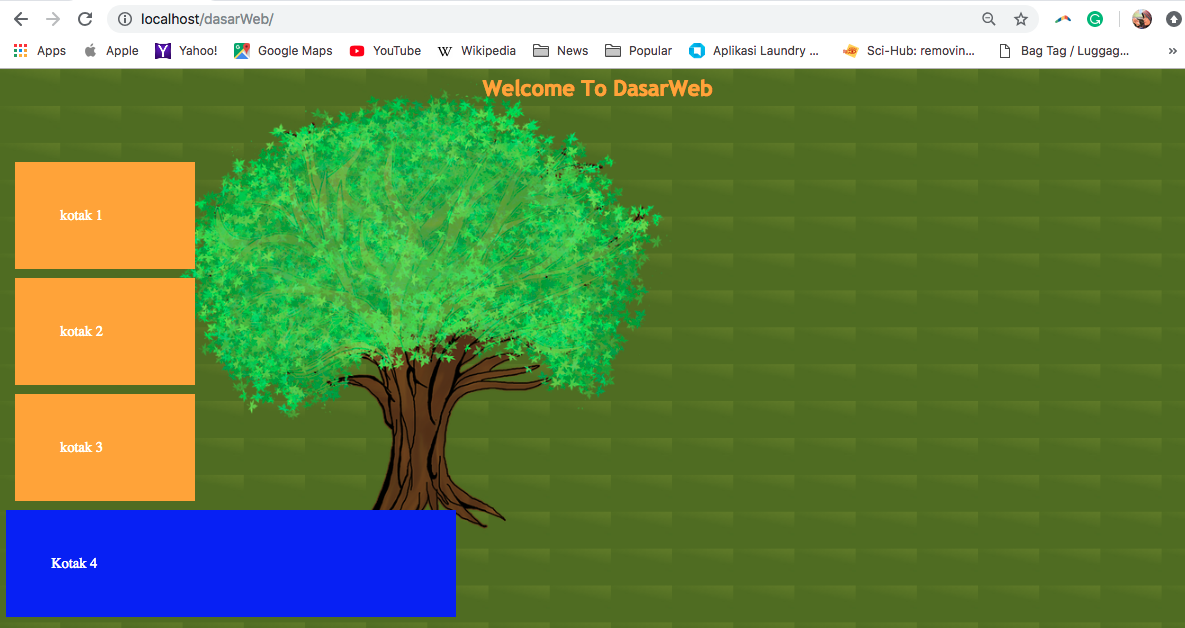 localhost/dasarWeb/
Apps Apple Yahoo! Google Maps YouTube Wikipedia News Popular Aplikasi Laundry ... Sci-Hub: removin... Bag Tag / Luggag... »
Welcome To DasarWeb
kotak 1
kotak 2
kotak 3
Kotak 4